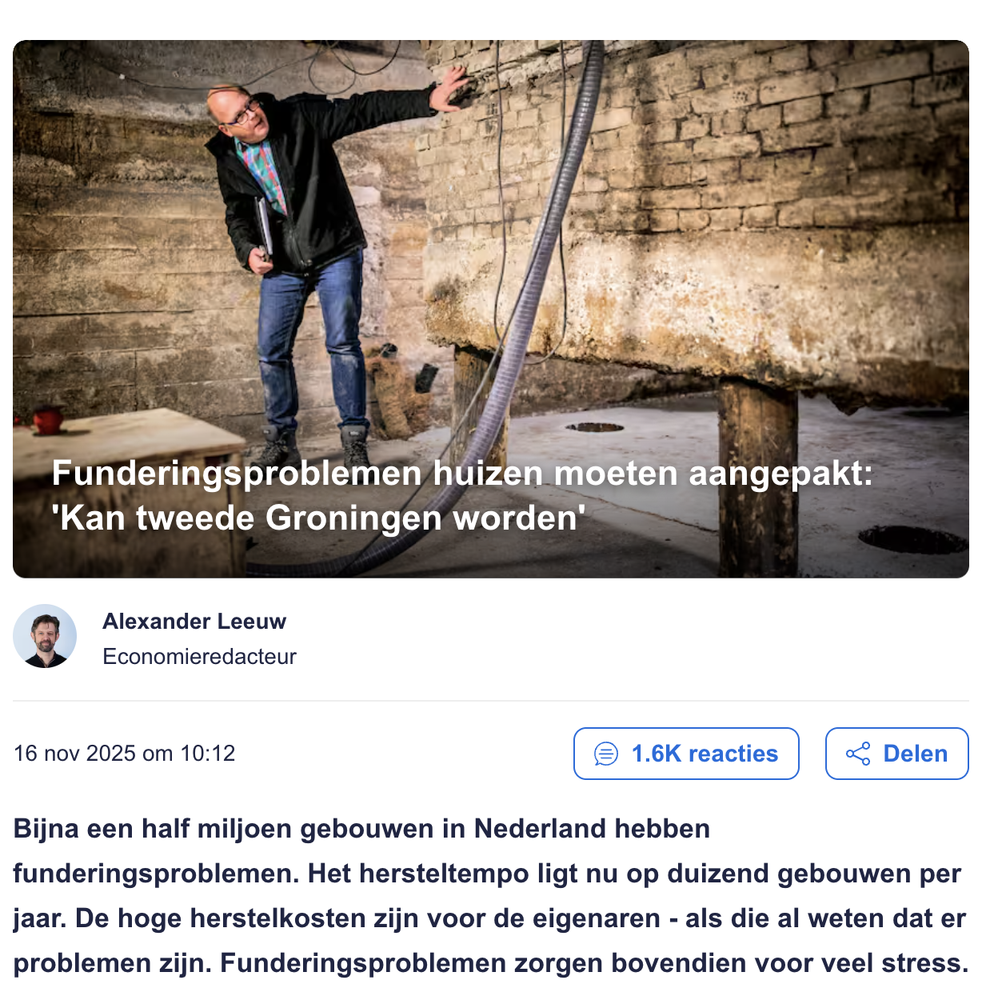 Funderingsproblemen huizen moeten aangepakt:
'Kan tweede Groningen worden'
Alexander Leeuw
Economieredacteur
16 nov 2025 om 10:12
1.6K reacties
Delen
Bijna een half miljoen gebouwen in Nederland hebben
funderingsproblemen. Het hersteltempo ligt nu op duizend gebouwen per
jaar. De hoge herstelkosten zijn voor de eigenaren - als die al weten dat er
problemen zijn. Funderingsproblemen zorgen bovendien voor veel stress.